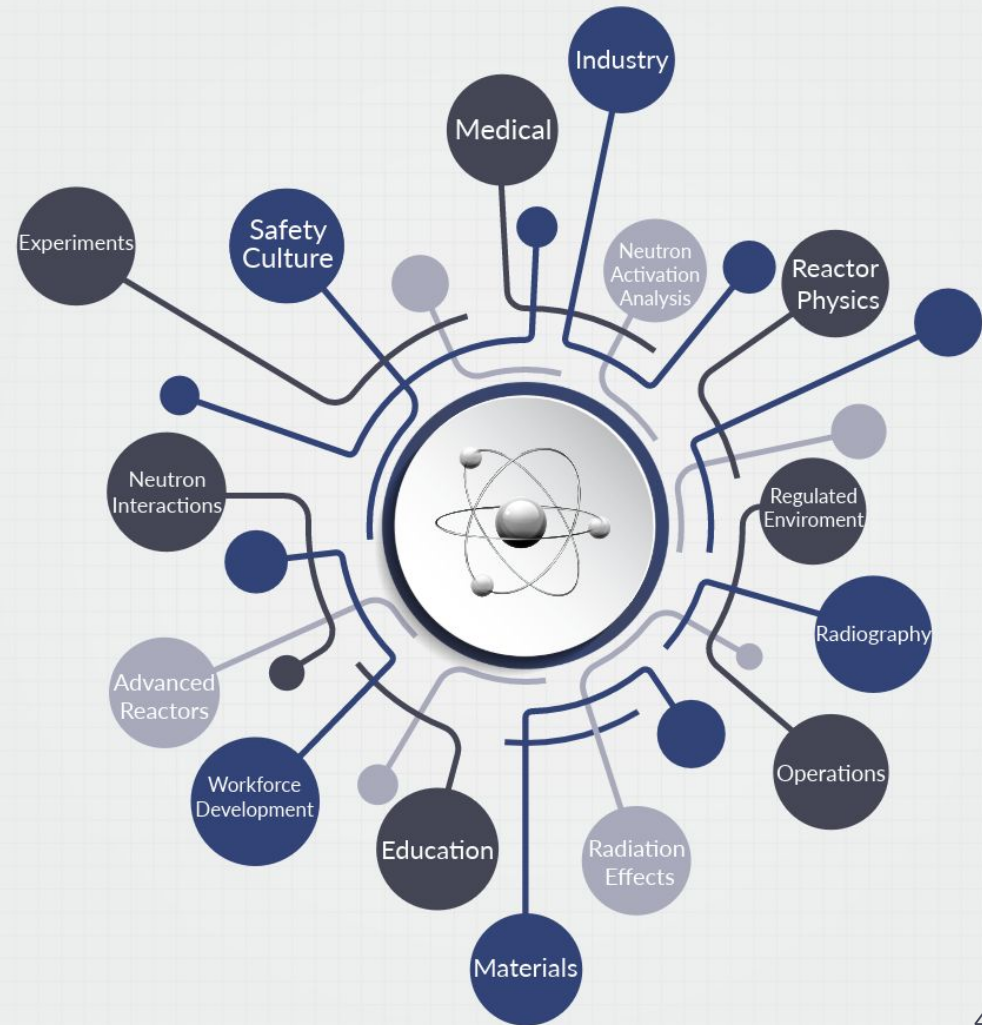 Industry
Medical
Experiments
Safety
Culture
Neutron
Activation
Analysis
Reactor
Physics
Neutron
Interactions
Regulated
Enviroment
Radiography
Advanced
Reactors
Workforce
Development
Operations
Education
Radiation
Effects
Materials
4